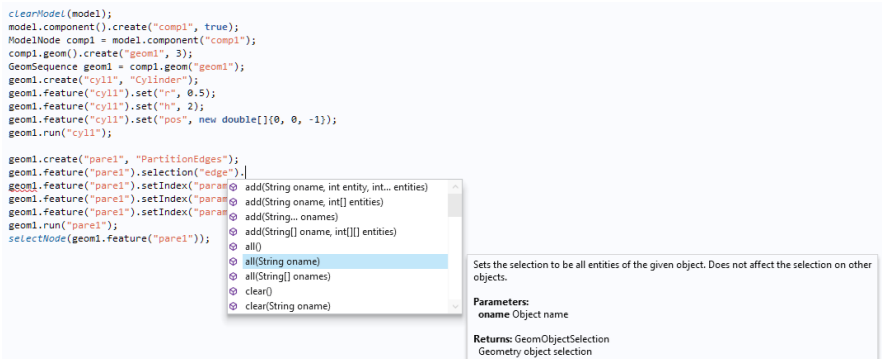 clearModel(model);
model.component().create("comp1", true);
ModelNode comp1 = model.component("comp1");
comp1.geom().create("geom1", 3);
GeomSequence geom1 = comp1.geom("geom1");
geom1.create("cyl1", "Cylinder");
geom1.feature("cyl1").set("r", 0.5);
geom1.feature("cyl1").set("h", 2);
geom1.feature("cyl1").set("pos", new double[]{0, 0, -1});
geom1.run("cyl1");
geom1.create("pare1", "PartitionEdges");
geom1.feature("pare1").selection("edge").
geom1.feature("pare1").setIndex("param
geom1.feature("pare1").setIndex("param
geom1.feature("pare1").setIndex("param
geom1.run("pare1");
selectNode(geom1.feature("pare1"));
add(String oname, int entity, int... entities)
add(String oname, int[] entities)
add(String... onames)
add(String[] oname, int[][] entities)
all()
all(String oname)
all(String[] onames)
clear()
clear(String oname)
Sets the selection to be all entities of the given object. Does not affect the selection on other
objects.
Parameters:
oname Object name
Returns: GeomObjectSelection
Geometry object selection